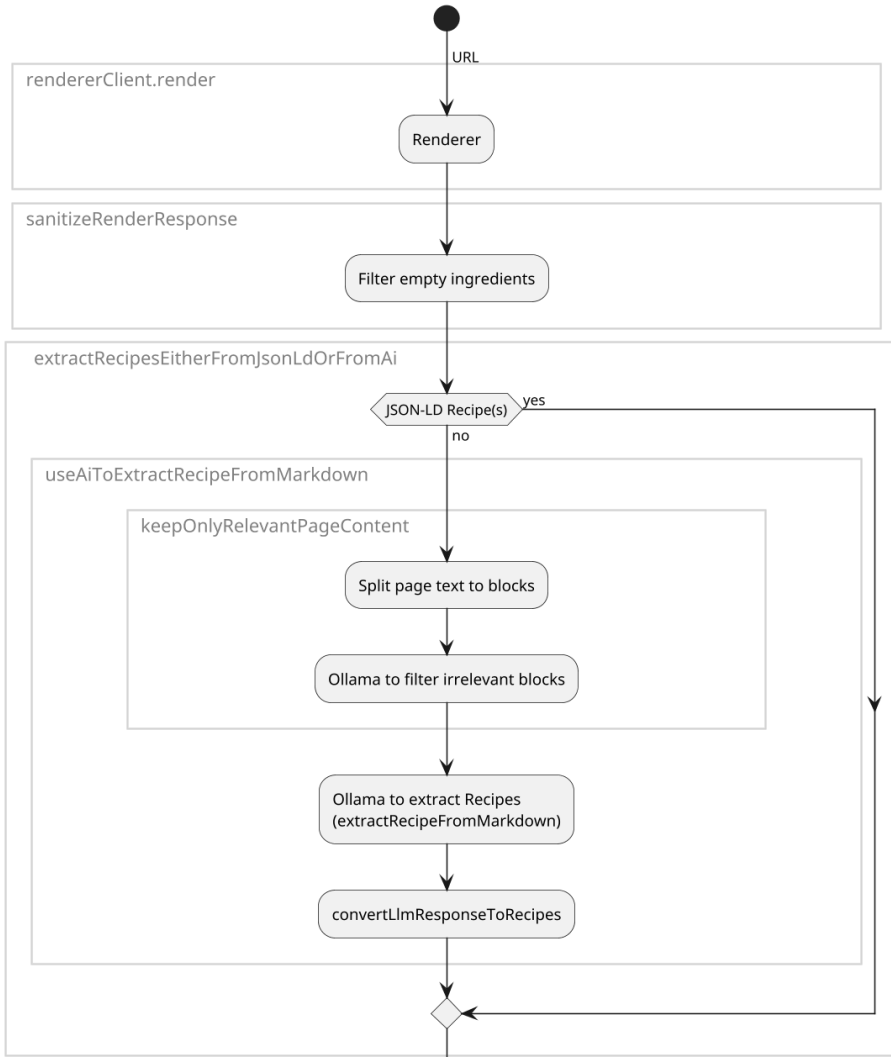 URL
rendererClient.render
Renderer
sanitizeRenderResponse
Filter empty ingredients
extractRecipesEitherFromJsonLdOrFromAi
JSON-LD Recipe(s)
yes
no
useAiToExtractRecipeFromMarkdown
keepOnlyRelevantPageContent
Split page text to blocks
Ollama to filter irrelevant blocks
Ollama to extract Recipes
(extractRecipeFromMarkdown)
convertLlmResponseToRecipes